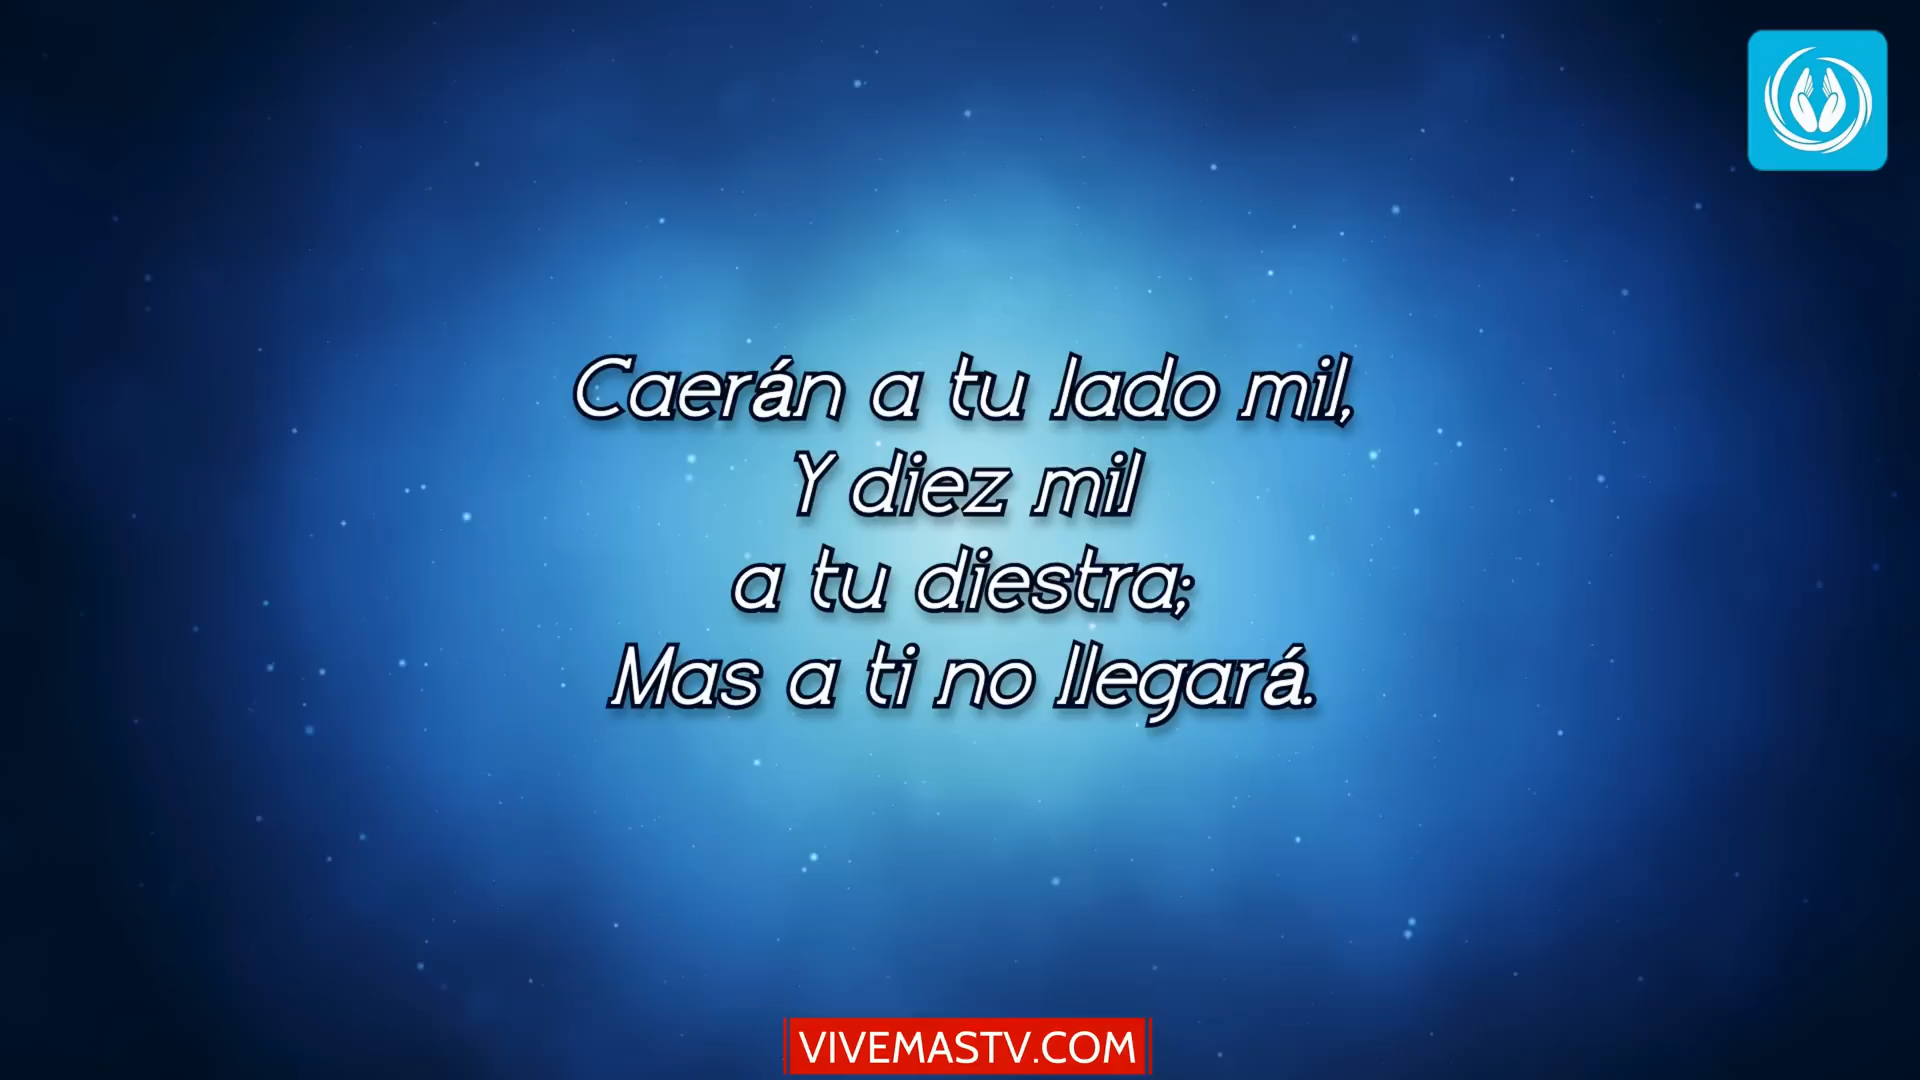 Caerán a tu lado mil,
Y diez mil
a tu diestra;
Mas a ti no llegará.
VIVEMASTV.COM